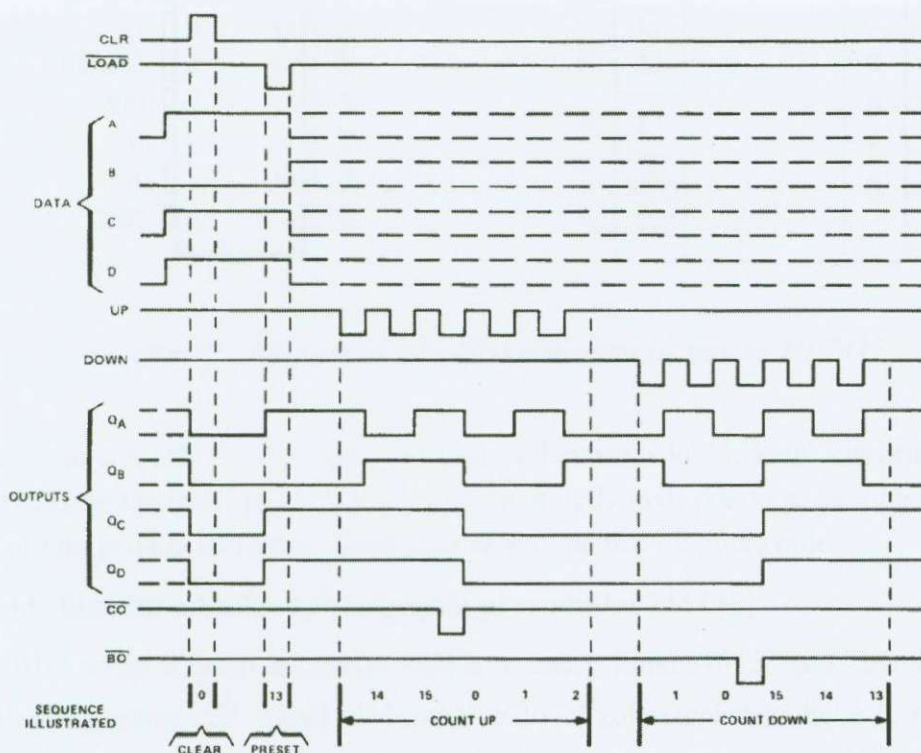 CLR
LOAD
A
B
DATA
C
D
UP
DOWN
QA
QB
OUTPUTS
QC
QD
CO
BO
SEQUENCE
ILLUSTRATED
0 13 14 15 0 1 2 1 0 15 14 13
COUNT UP COUNT DOWN
CLEAR PRESET